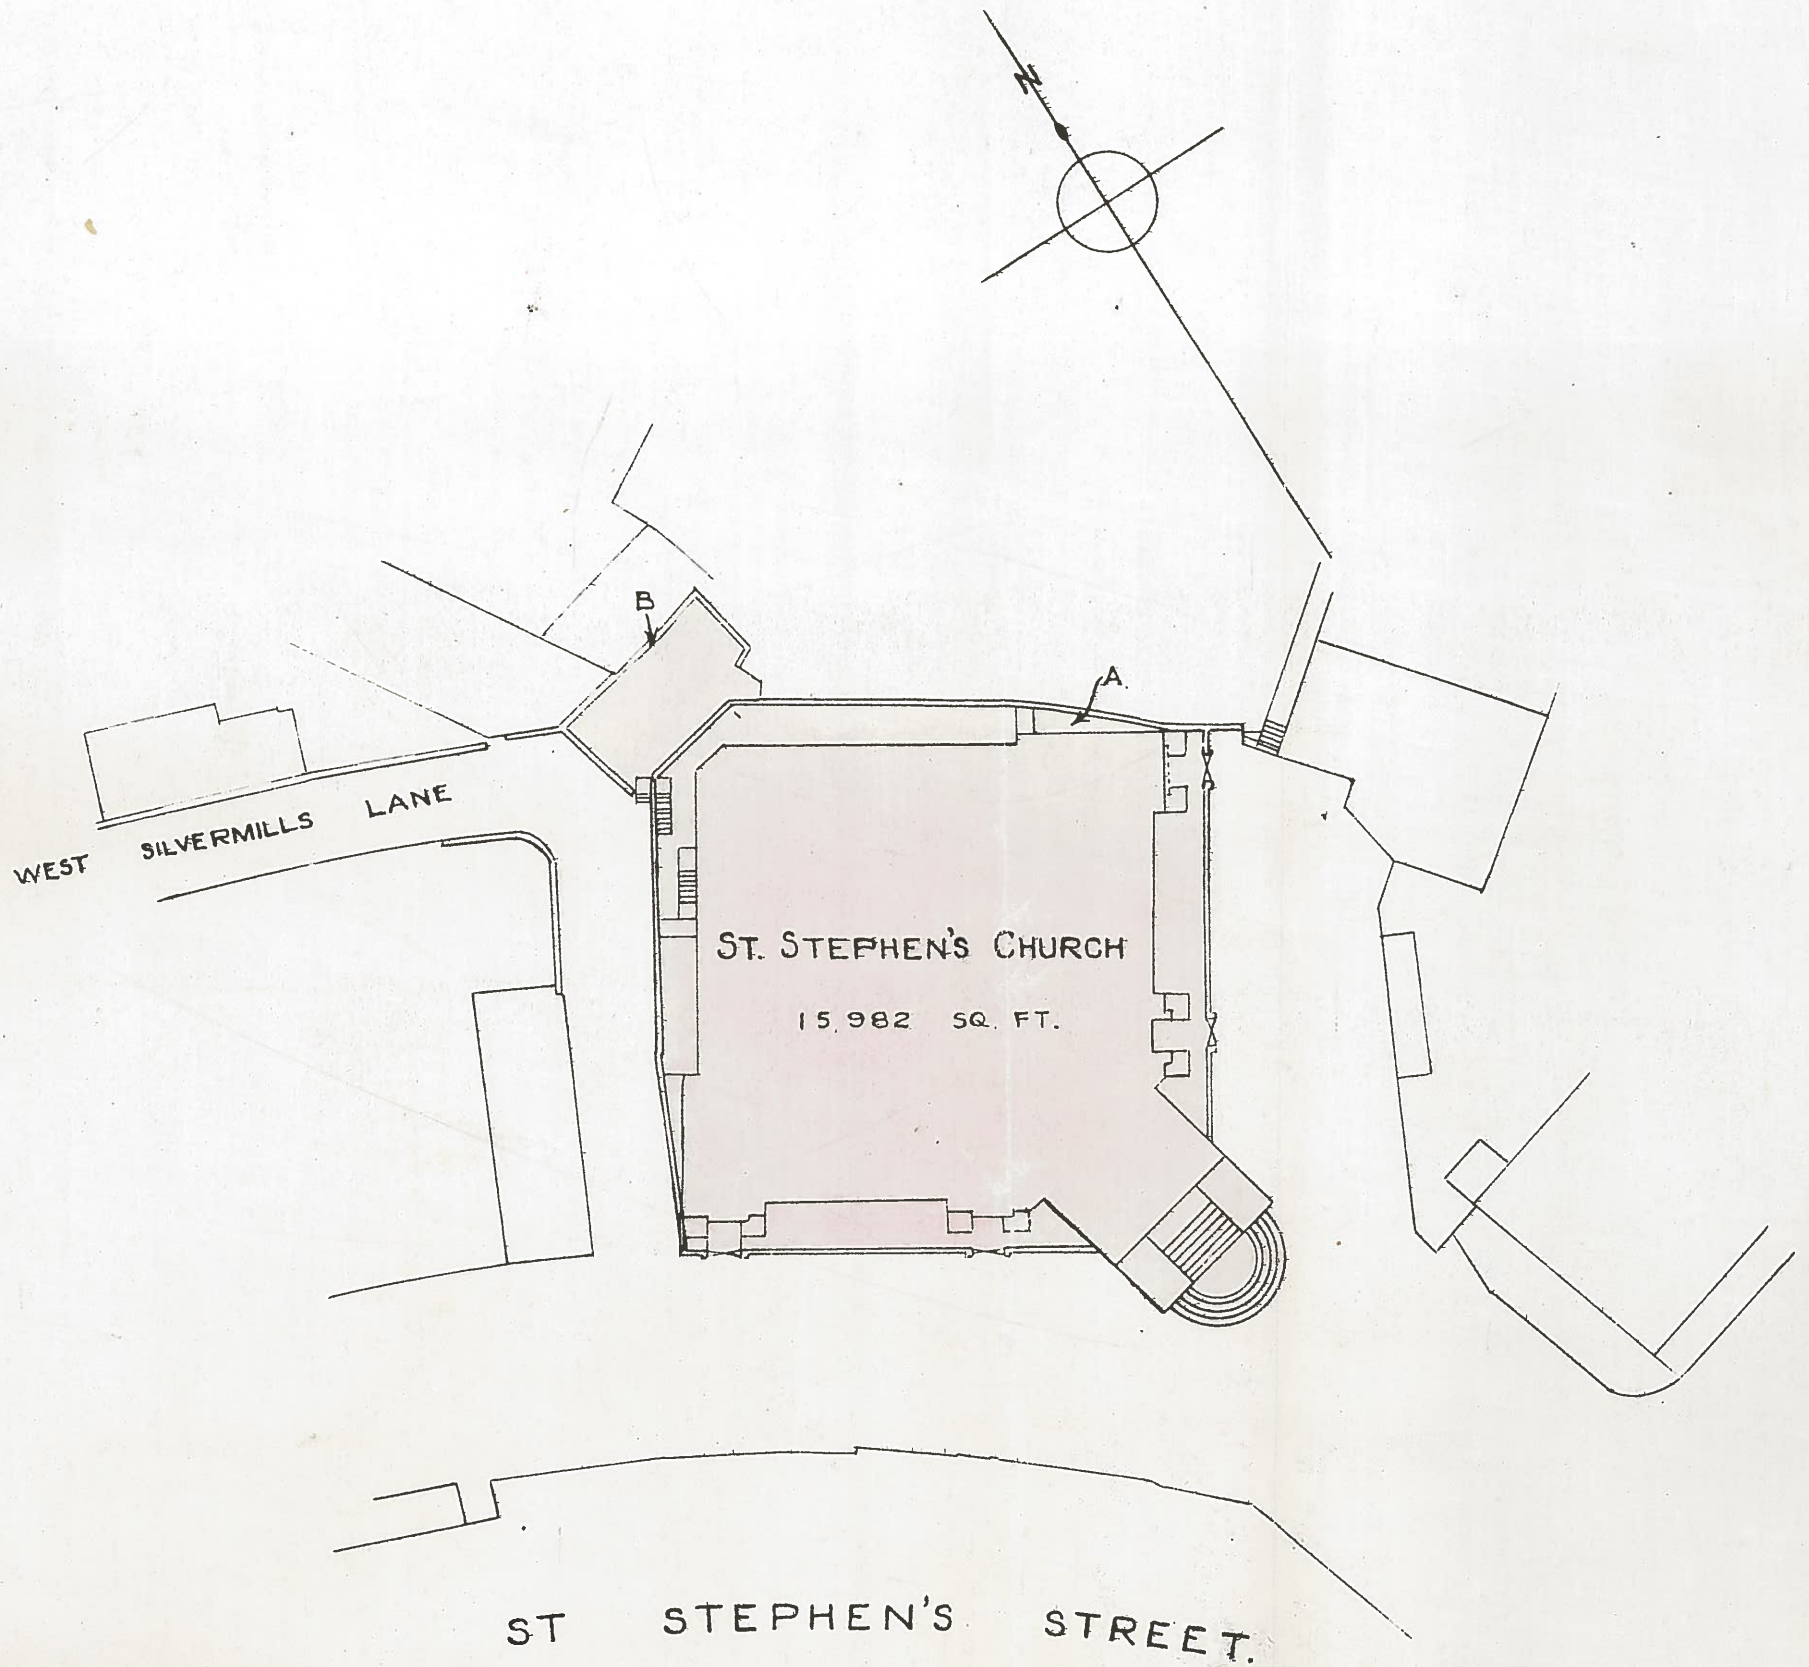 N
B
A.
WEST SILVERMILLS LANE
ST. STEPHEN'S CHURCH
15,982 SQ. FT.
ST STEPHEN'S STREET.